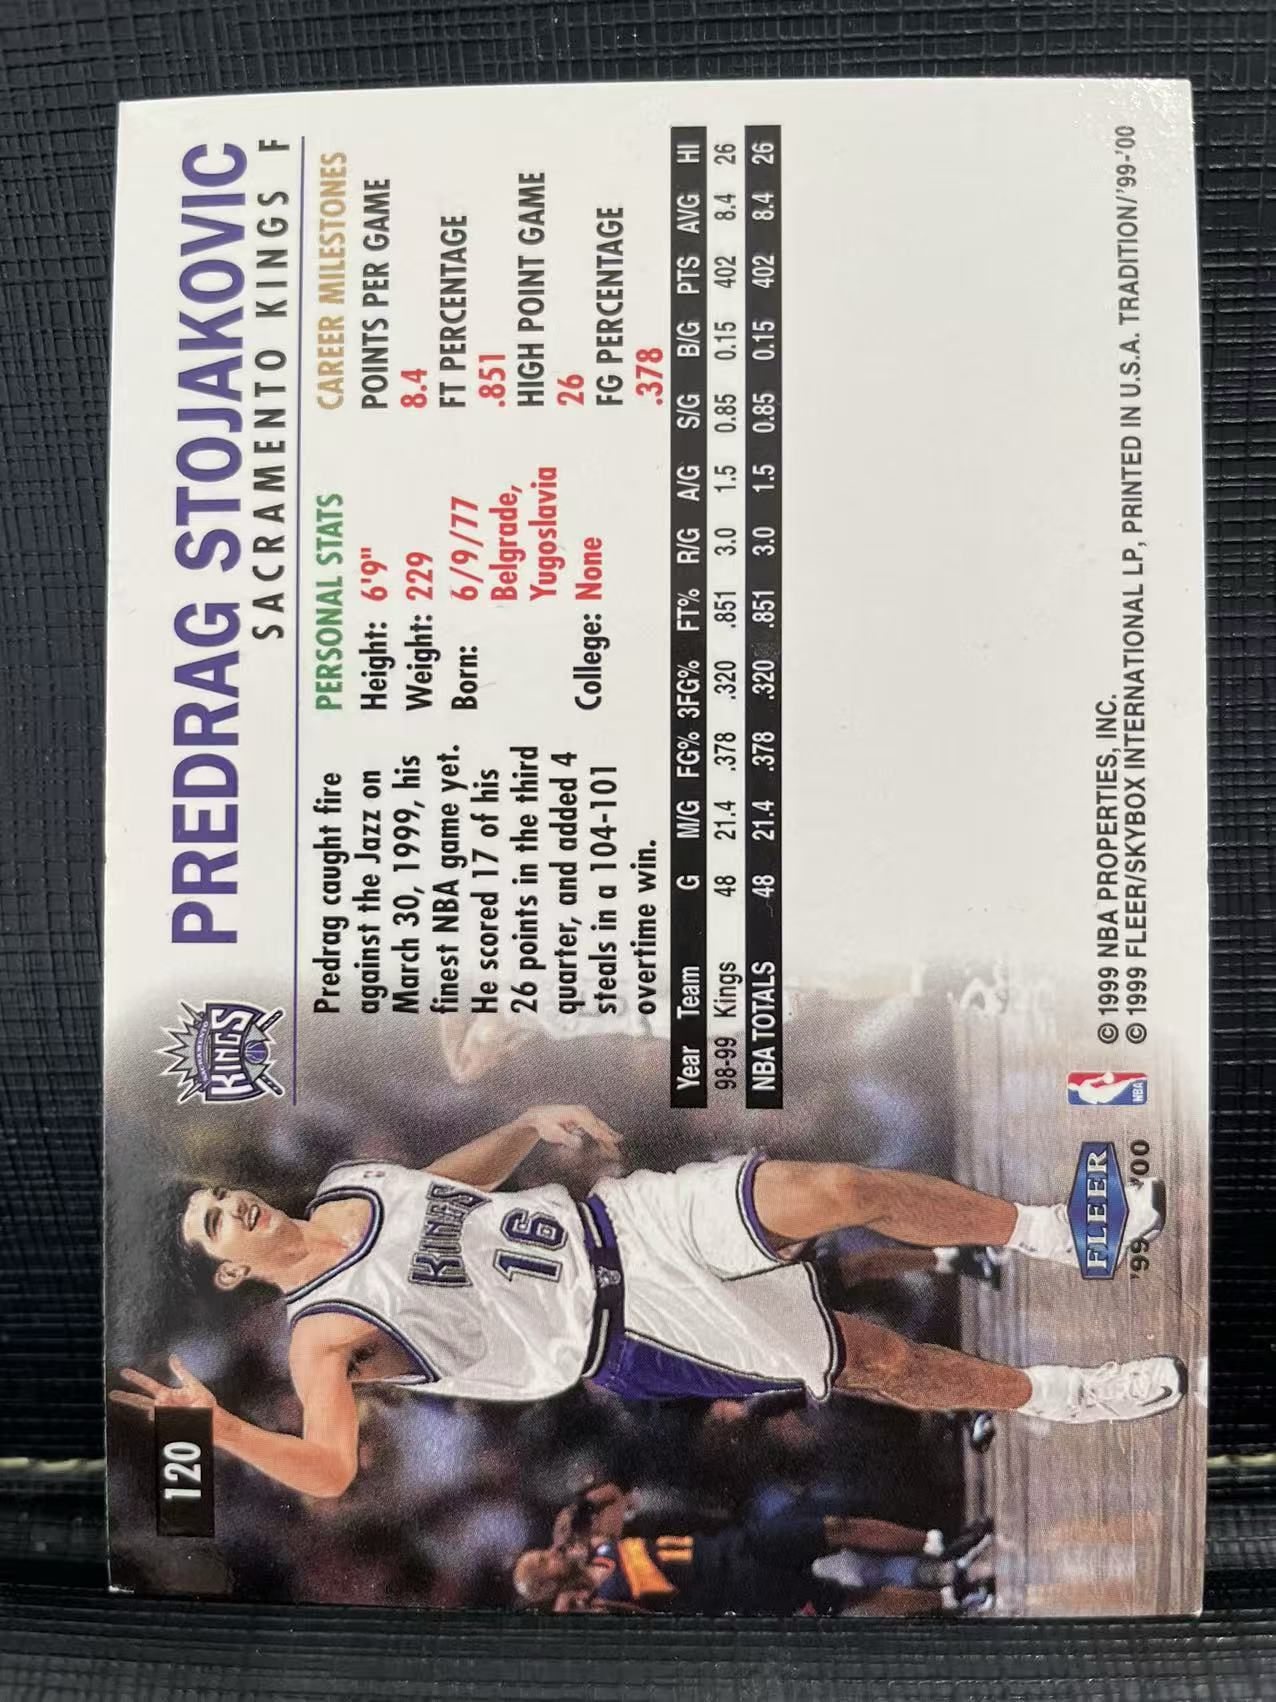 120
SACRAMENTO
KINGS
PREDRAG STOJAKOVIC
SACRAMENTO KINGS F
Predrag caught fire
against the Jazz on
March 30, 1999, his
finest NBA game yet.
He scored 17 of his
26 points in the third
quarter, and added 4
steals in a 104-101
overtime win.
PERSONAL STATS
Height: 6'9"
Weight: 229
Born: 6/9/77
Belgrade,
Yugoslavia
College: None
CAREER MILESTONES
POINTS PER GAME
8.4
FT PERCENTAGE
.851
HIGH POINT GAME
26
FG PERCENTAGE
.378
Year Team G M/G FG% 3FG% FT% R/G A/G S/G B/G PTS AVG HI
98-99 Kings 48 21.4 .378 .320 .851 3.0 1.5 0.85 0.15 402 8.4 26
NBA TOTALS 48 21.4 .378 .320 .851 3.0 1.5 0.85 0.15 402 8.4 26
KINGS
16
11
FLEER
'99 '00
NBA
© 1999 NBA PROPERTIES, INC.
© 1999 FLEER/SKYBOX INTERNATIONAL LP, PRINTED IN U.S.A. TRADITION/'99-'00